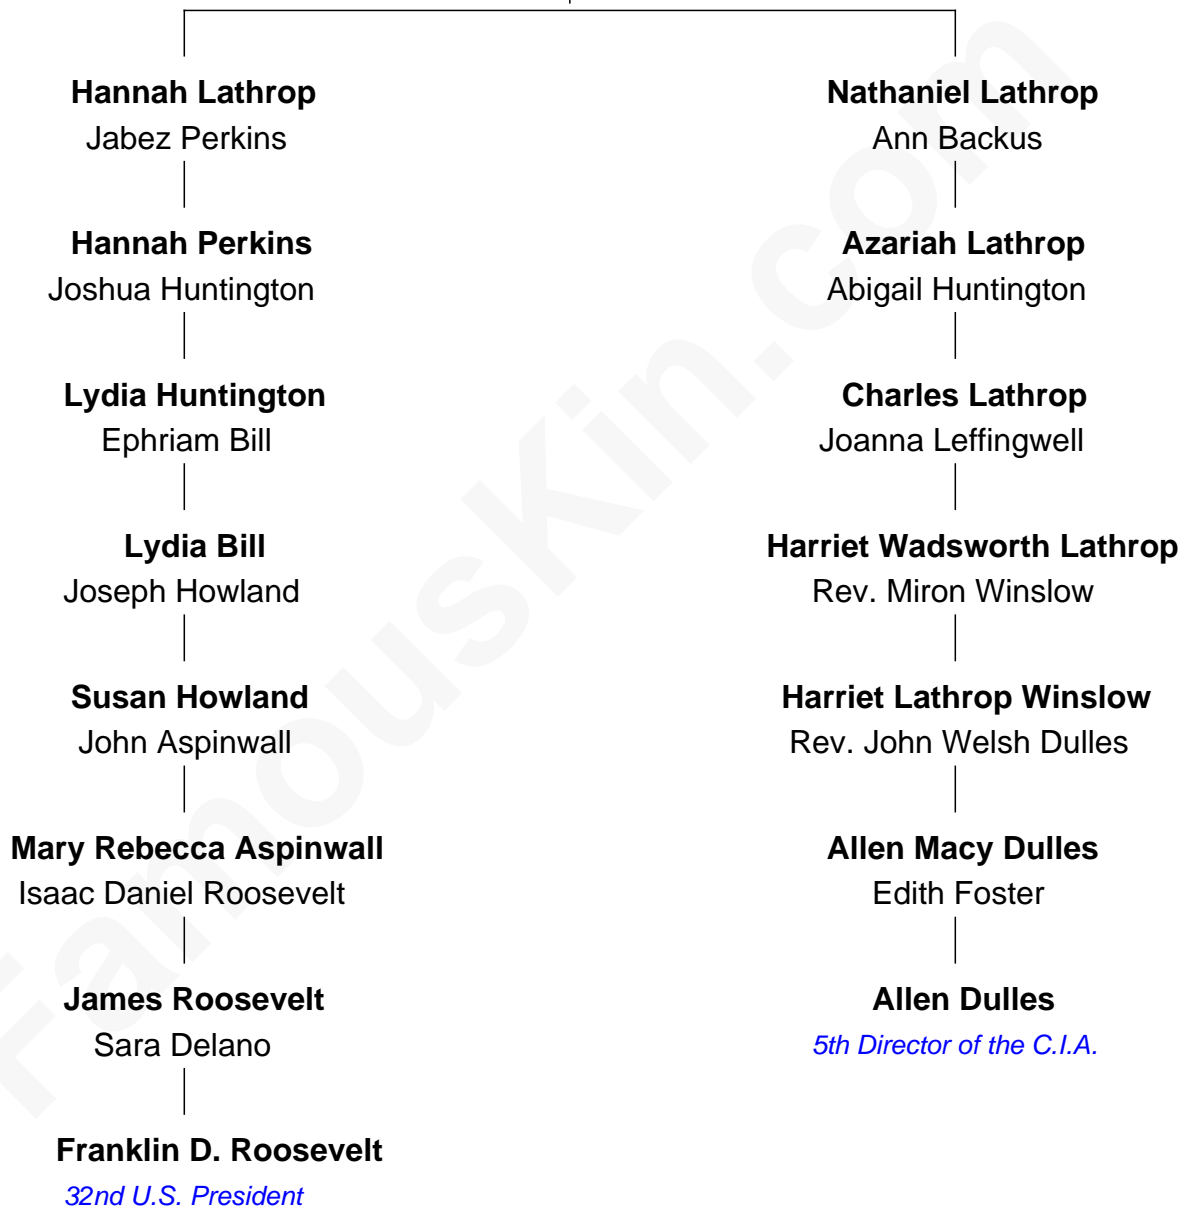 Hannah Lathrop
Jabez Perkins
Hannah Perkins
Joshua Huntington
Lydia Huntington
Ephriam Bill
Lydia Bill
Joseph Howland
Susan Howland
John Aspinwall
Mary Rebecca Aspinwall
Isaac Daniel Roosevelt
James Roosevelt
Sara Delano
Franklin D. Roosevelt
32nd U.S. President
Nathaniel Lathrop
Ann Backus
Azariah Lathrop
Abigail Huntington
Charles Lathrop
Joanna Leffingwell
Harriet Wadsworth Lathrop
Rev. Miron Winslow
Harriet Lathrop Winslow
Rev. John Welsh Dulles
Allen Macy Dulles
Edith Foster
Allen Dulles
5th Director of the C.I.A.
FamousKin.com